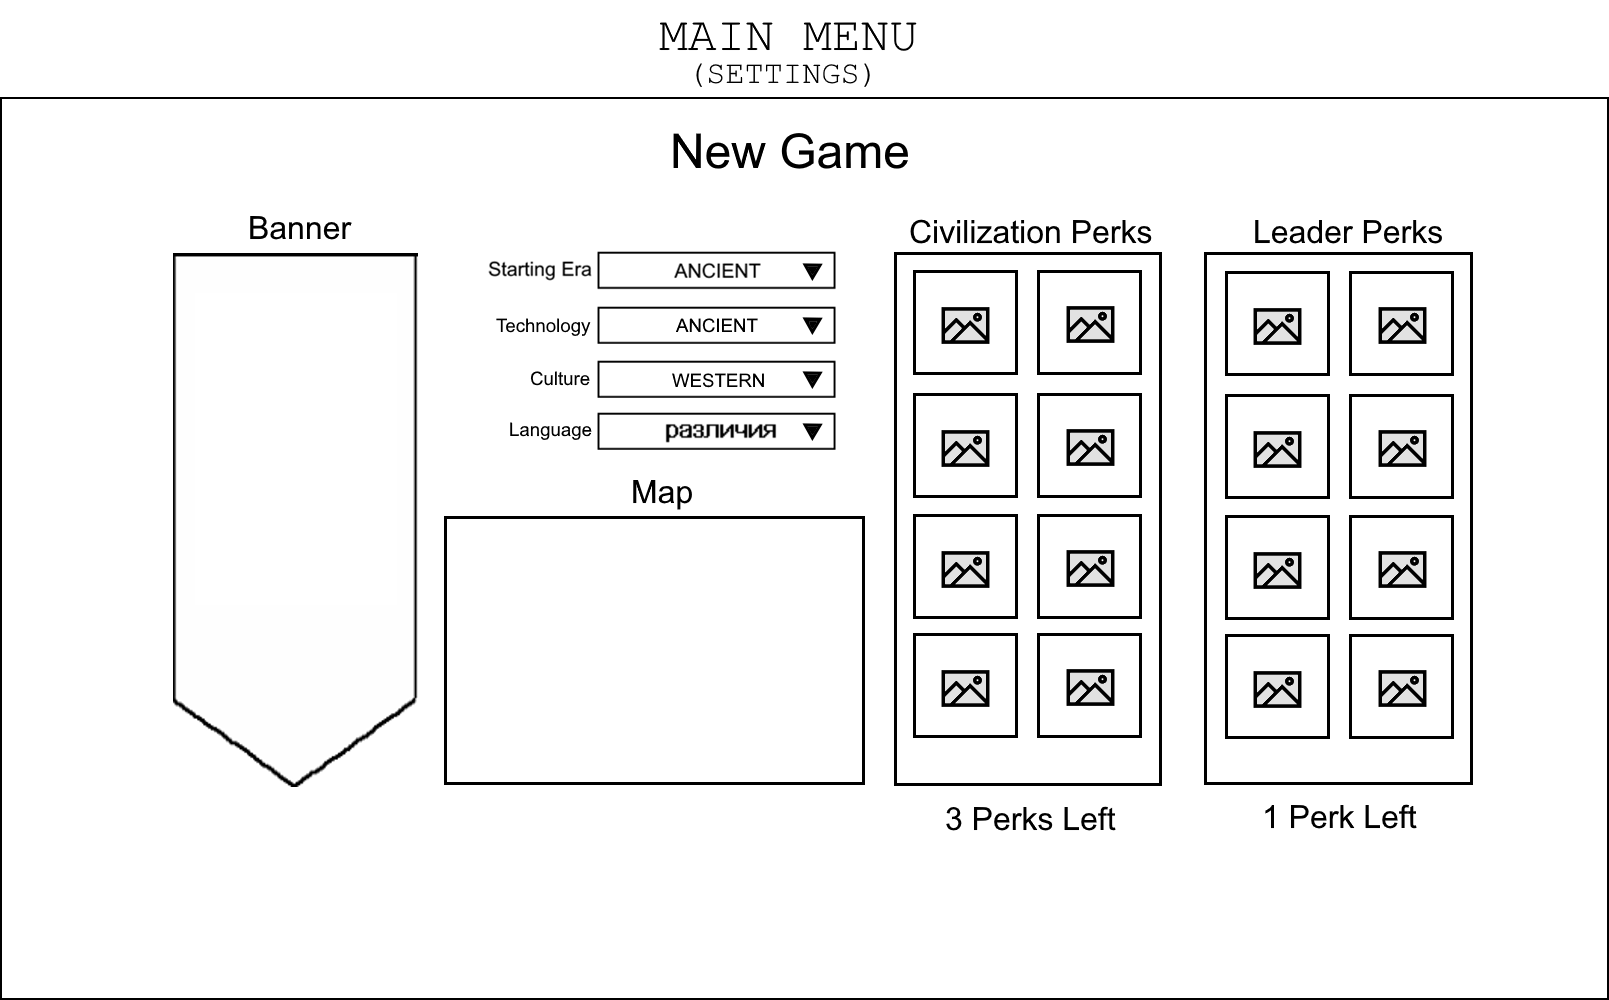 MAIN MENU
(SETTINGS)
New Game
Banner
Starting Era ANCIENT
Technology ANCIENT
Culture WESTERN
Language различия
Map
Civilization Perks
3 Perks Left
Leader Perks
1 Perk Left